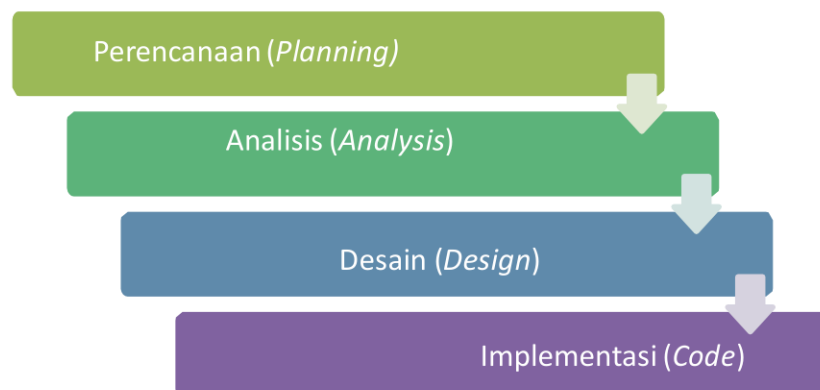 Perencanaan (Planning)
Analisis (Analysis)
Desain (Design)
Implementasi (Code)